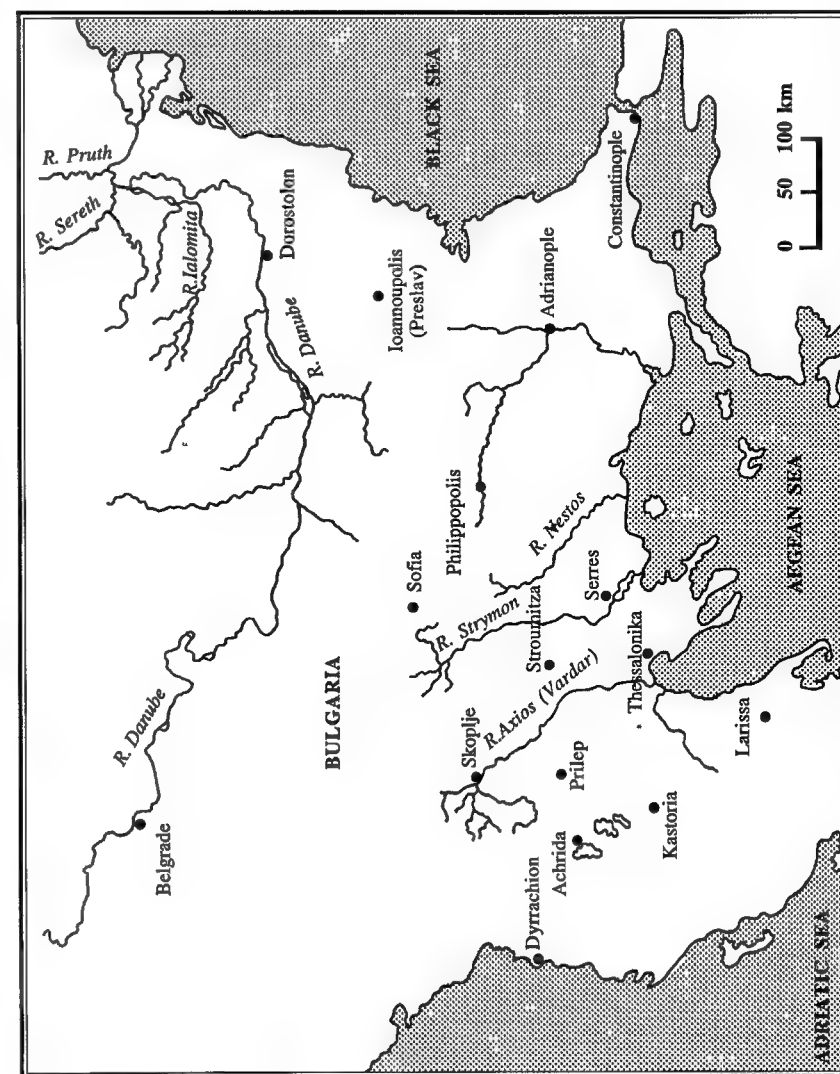 R. Pruth
R. Sereth
R.Ialomita
BLACK SEA
Dorostolon
R. Danube
Ioannoupolis
(Preslav)
Adrianople
Constantinople
0 50 100 km
Philippopolis
Sofia
R. Nestos
R. Strymon
Serres
Stroumitza
AEGEAN SEA
R. Danube
BULGARIA
Skoplje
R.Axios (Vardar)
Thessalonika
Larissa
Belgrade
Prilep
Achrida
Kastoria
Dyrrachion
ADRIATIC SEA